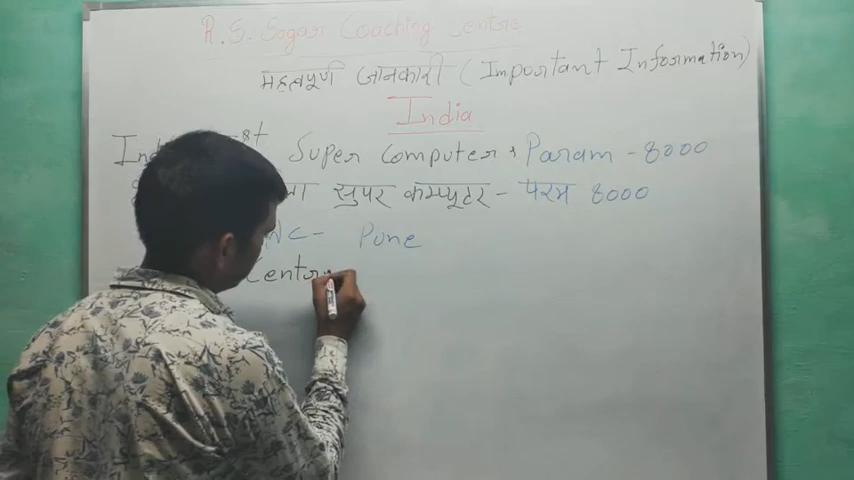 R.S. Sagar Coaching Centre
महत्वपूर्ण जानकारी (Important Information)
India
Super Computer Param - 8000
सुपर कम्प्यूटर - परम 8000
Pune
Centr